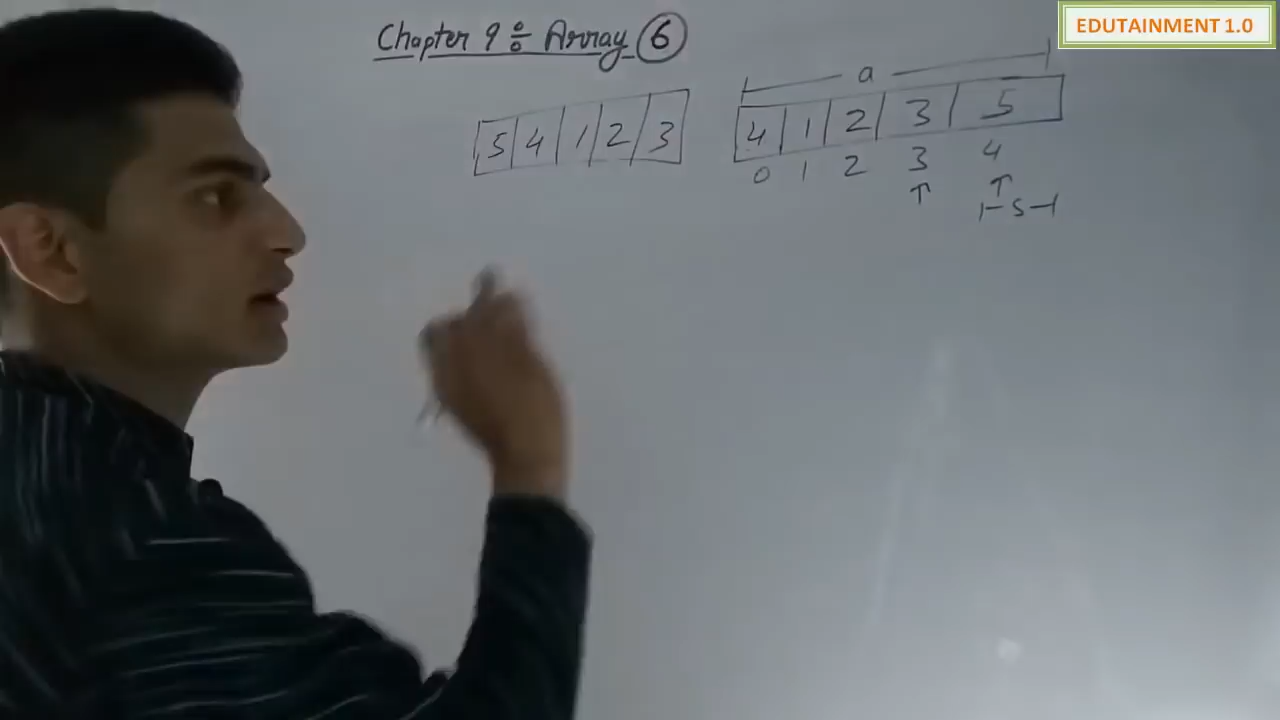 EDUTAINMENT 1.0
Chapter 9 : Array 6
a
5 4 1 2 3
4 1 2 3 5
0 1 2 3 4
↑ ↑
s